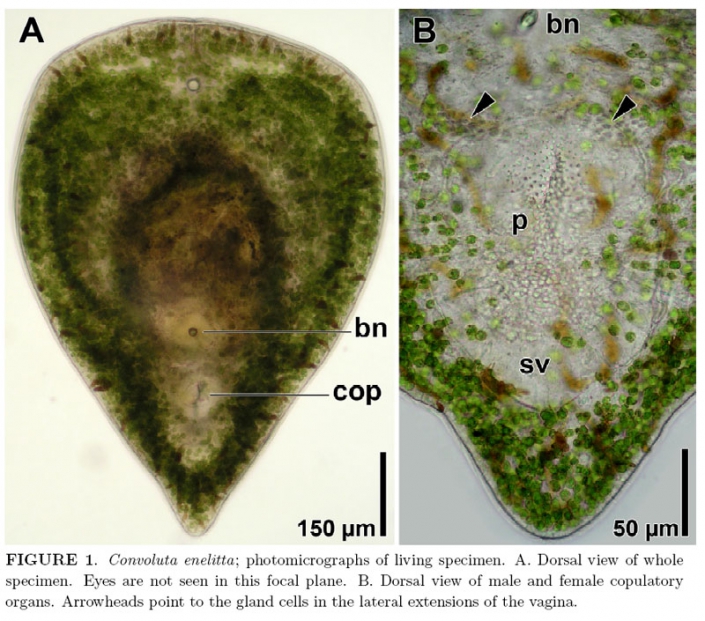 A
B
bn
p
bn
sv
cop
150 µm
50 µm
FIGURE 1. Convoluta enelitta; photomicrographs of living specimen. A. Dorsal view of whole
specimen. Eyes are not seen in this focal plane. B. Dorsal view of male and female copulatory
organs. Arrowheads point to the gland cells in the lateral extensions of the vagina.